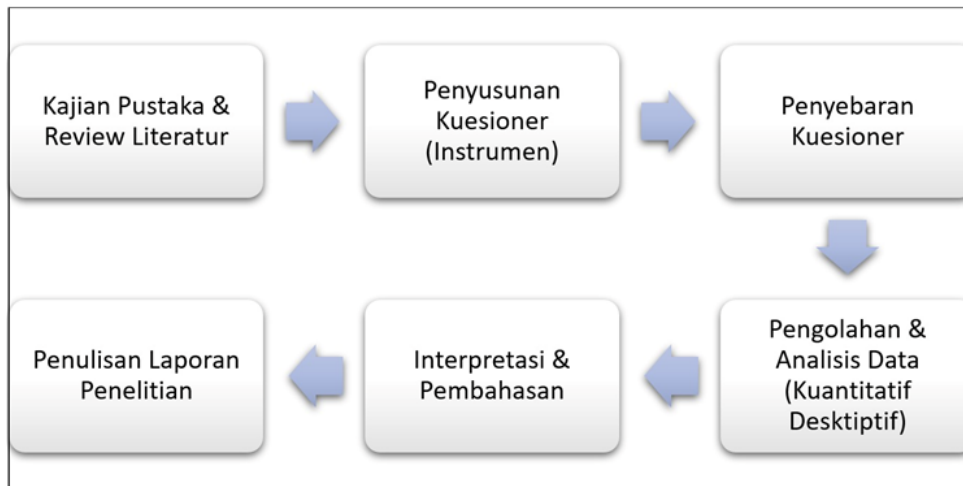 Kajian Pustaka &
Review Literatur
Penyusunan
Kuesioner
(Instrumen)
Penyebaran
Kuesioner
Pengolahan &
Analisis Data
(Kuantitatif
Desktiptif)
Interpretasi &
Pembahasan
Penulisan Laporan
Penelitian